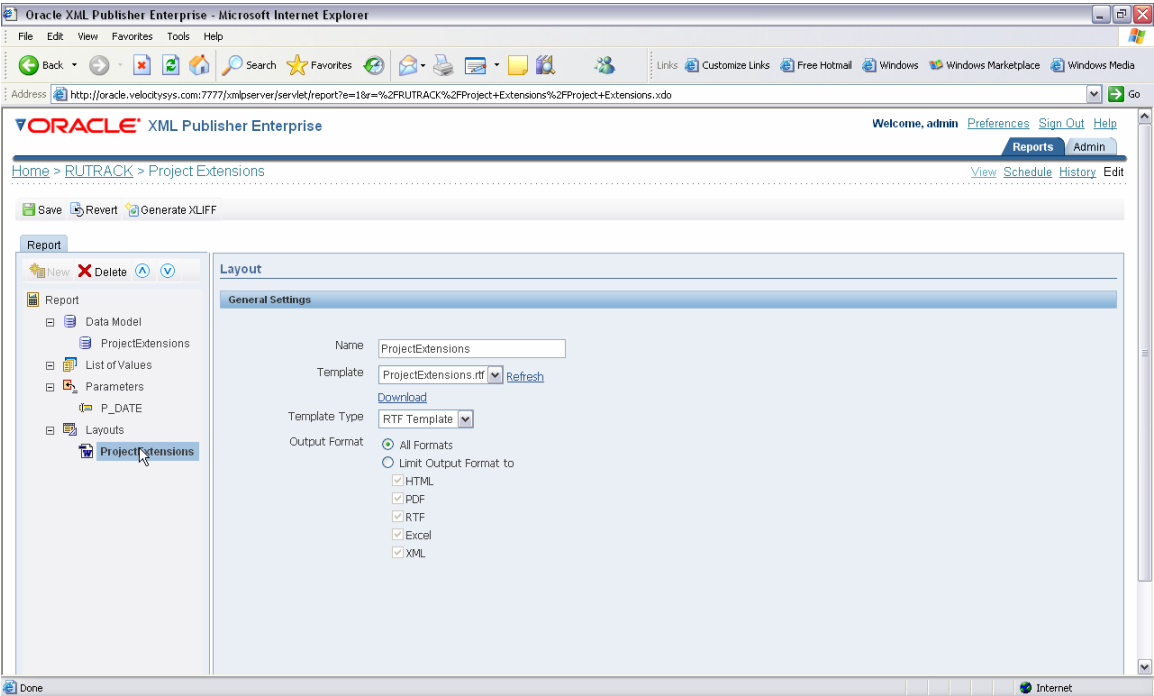 Oracle XML Publisher Enterprise - Microsoft Internet Explorer
File Edit View Favorites Tools Help
Back Search Favorites Links Customize Links Free Hotmail Windows Windows Marketplace Windows Media
Address http://oracle.velocitysys.com:7777/xmlpserver/servlet/report?e=1&r=%2FRUTRACK%2FProject+Extensions%2FProject+Extensions.xdo Go
ORACLE XML Publisher Enterprise Welcome, admin Preferences Sign Out Help
Reports Admin
Home > RUTRACK > Project Extensions View Schedule History Edit
Save Revert Generate XLIFF
Report
New Delete
Layout
General Settings
Report
Data Model
ProjectExtensions
List of Values
Parameters
P_DATE
Layouts
ProjectExtensions
Name ProjectExtensions
Template ProjectExtensions.rtf Refresh
Download
Template Type RTF Template
Output Format All Formats
Limit Output Format to
HTML
PDF
RTF
Excel
XML
Done Internet